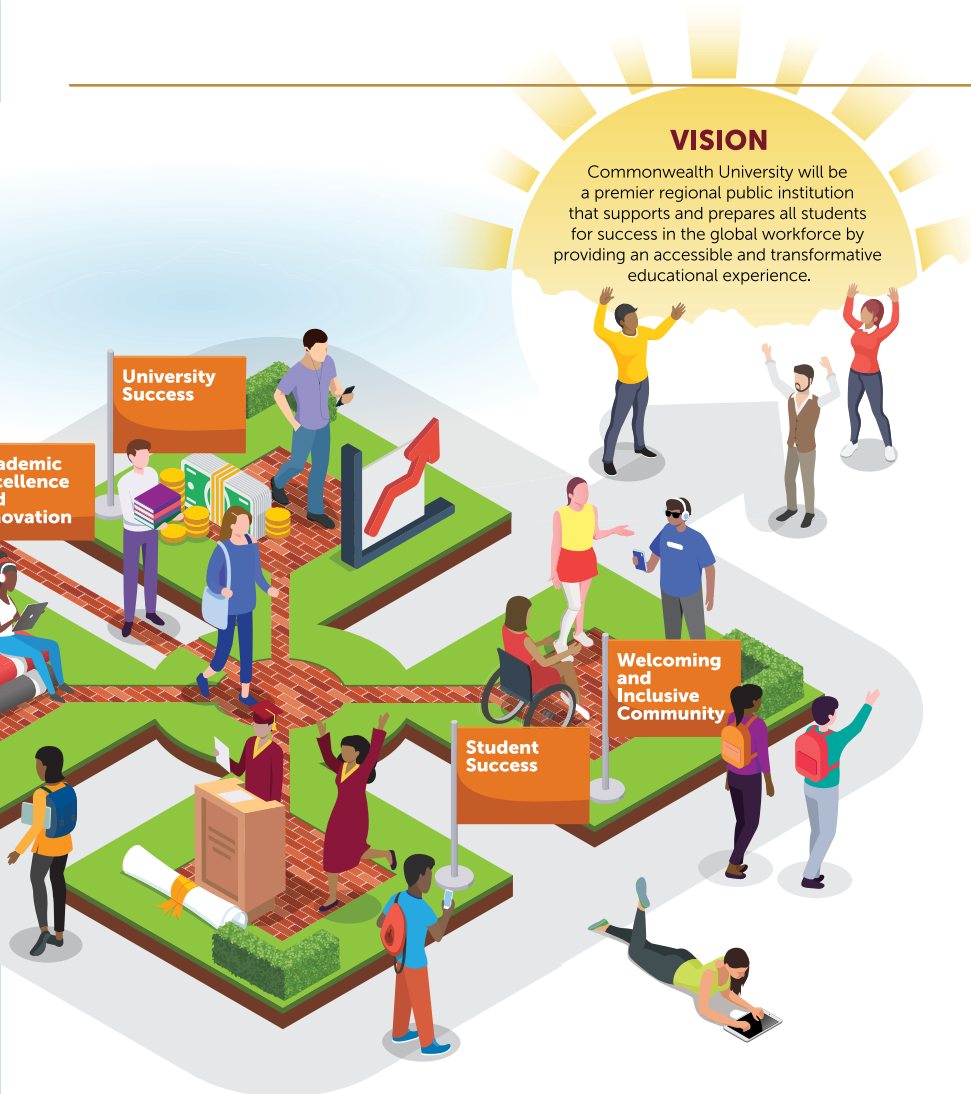 VISION
Commonwealth University will be
a premier regional public institution
that supports and prepares all students
for success in the global workforce by
providing an accessible and transformative
educational experience.
University
Success
ademic
cellence
d
novation
Welcoming
and
Inclusive
Community
Student
Success